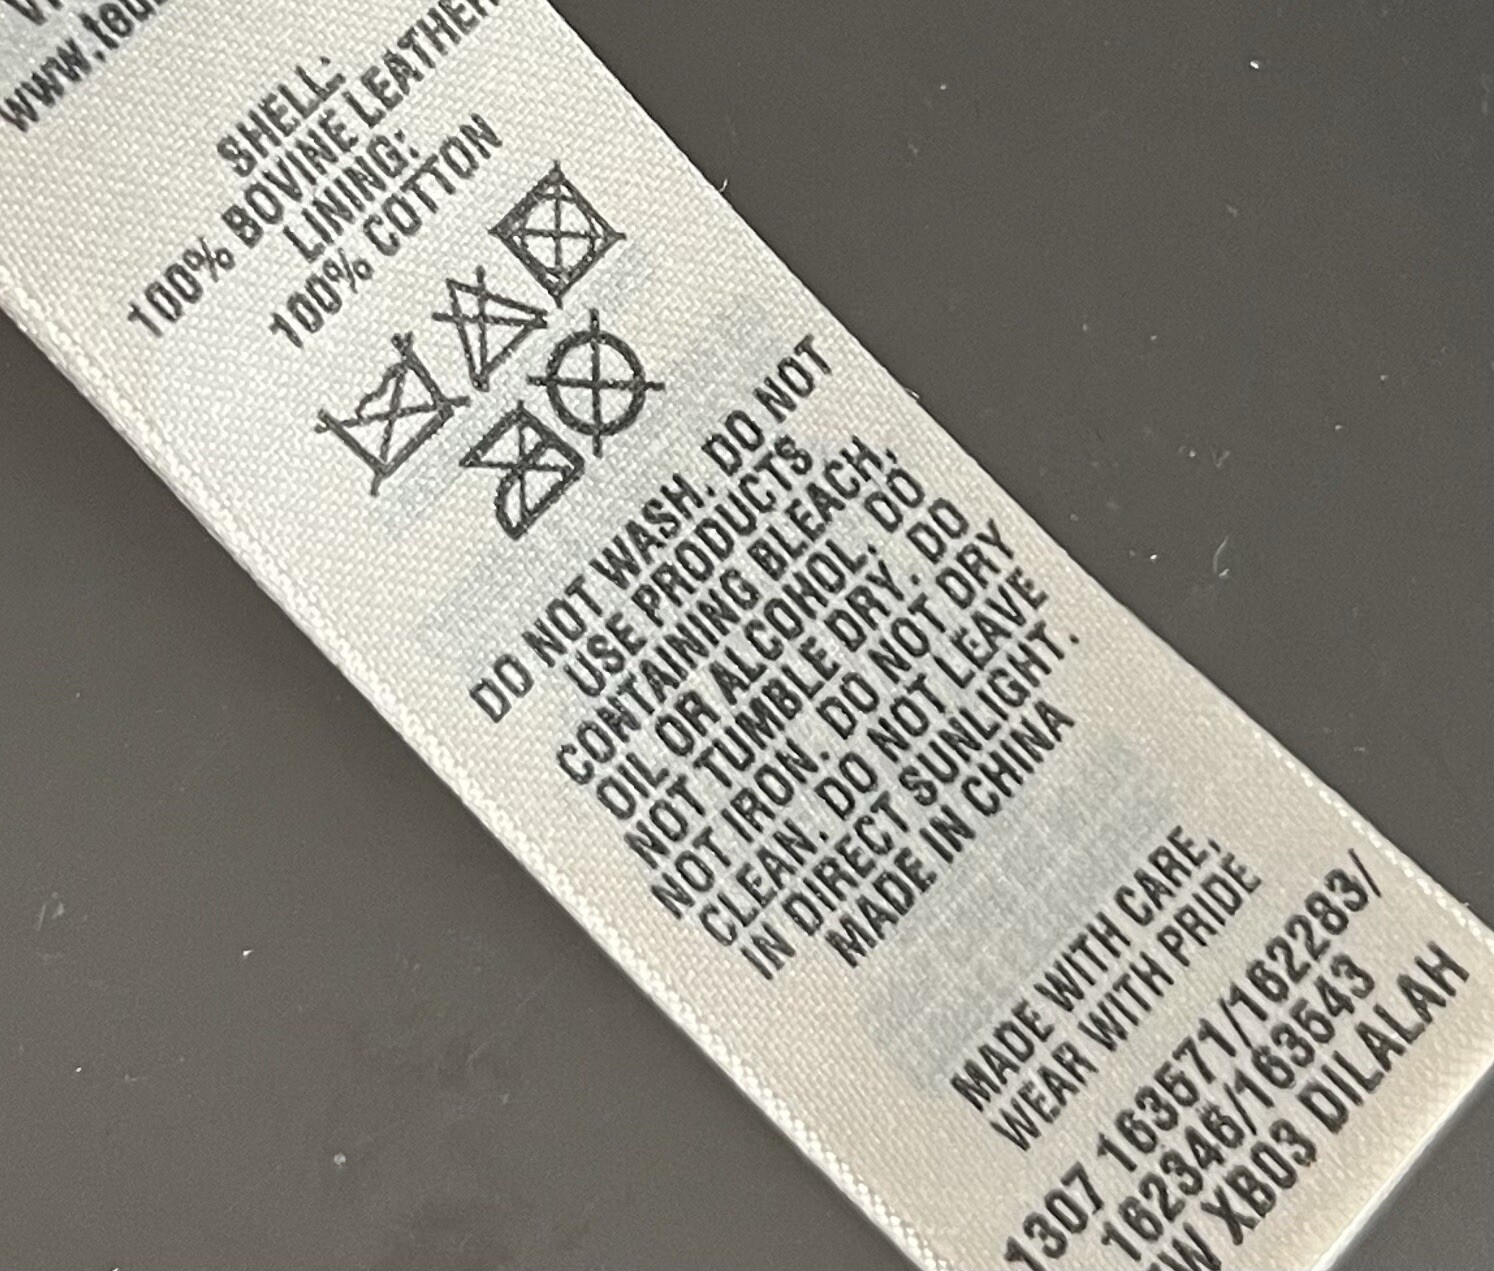 www.ted
SHELL:
100% BOVINE LEATHER
LINING:
100% COTTON
DO NOT WASH. DO NOT
USE PRODUCTS
CONTAINING BLEACH,
OIL OR ALCOHOL. DO
NOT TUMBLE DRY. DO
NOT IRON. DO NOT DRY
CLEAN. DO NOT LEAVE
IN DIRECT SUNLIGHT.
MADE IN CHINA
MADE WITH CARE,
WEAR WITH PRIDE
1307 163571/162283/
162346/163543
W XB03 DILALAH